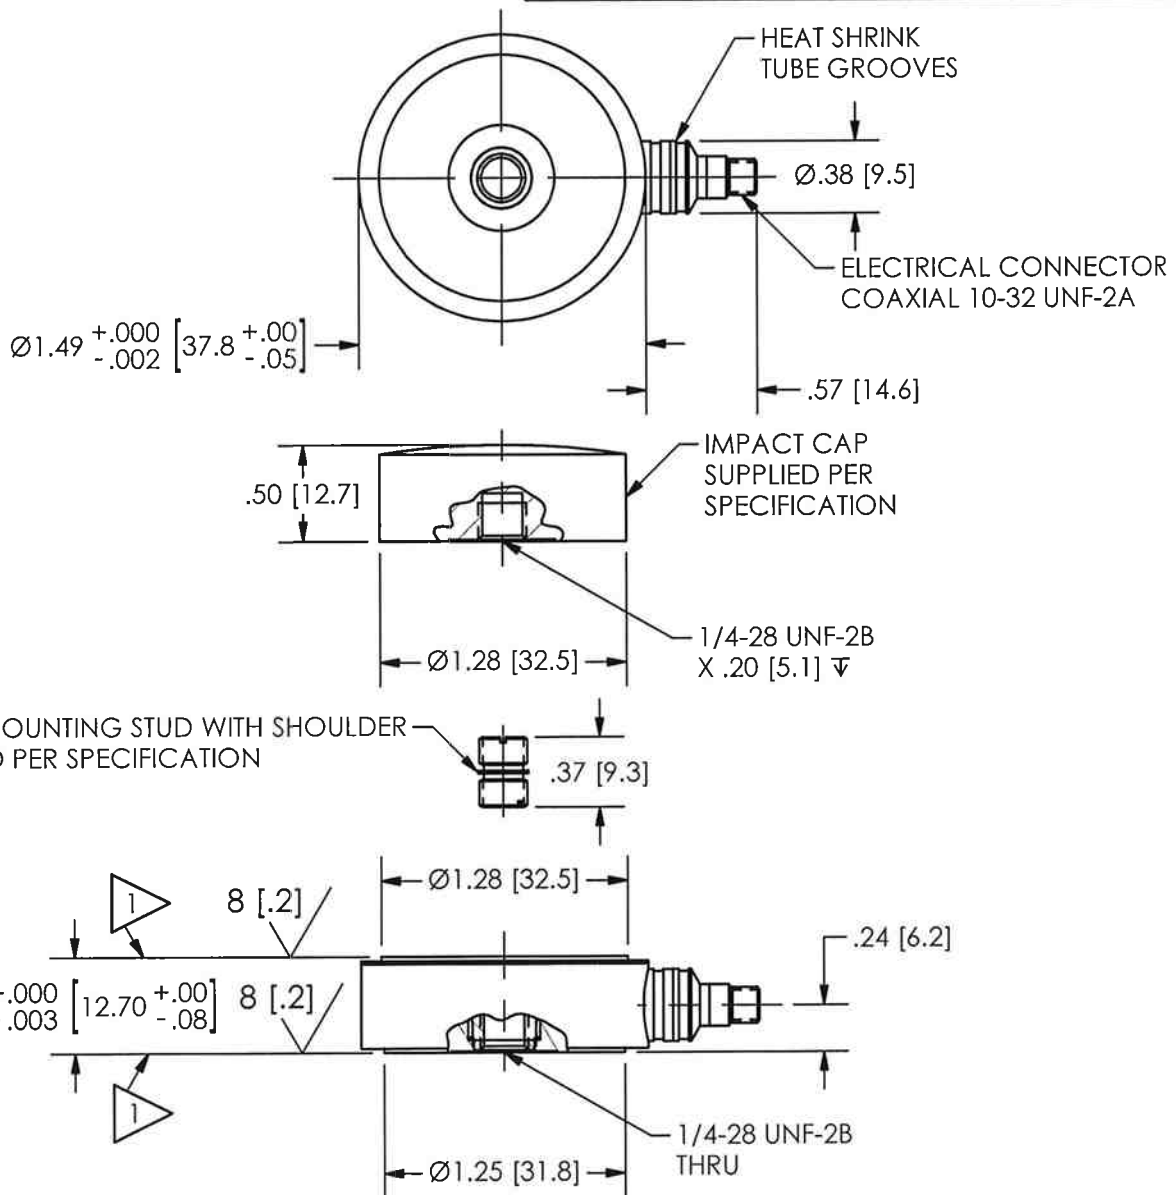 HEAT SHRINK
TUBE GROOVES
Ø.38 [9.5]
ELECTRICAL CONNECTOR
COAXIAL 10-32 UNF-2A
Ø1.49 +.000 -.002 [37.8 +.00 -.05]
.57 [14.6]
IMPACT CAP
SUPPLIED PER
SPECIFICATION
.50 [12.7]
1/4-28 UNF-2B
X .20 [5.1] ↧
Ø1.28 [32.5]
OUNTING STUD WITH SHOULDER
PER SPECIFICATION
.37 [9.3]
Ø1.28 [32.5]
1
8 [.2]
.24 [6.2]
.000 .003 [12.70 +.00 -.08]
8 [.2]
1
1/4-28 UNF-2B
THRU
Ø1.25 [31.8]